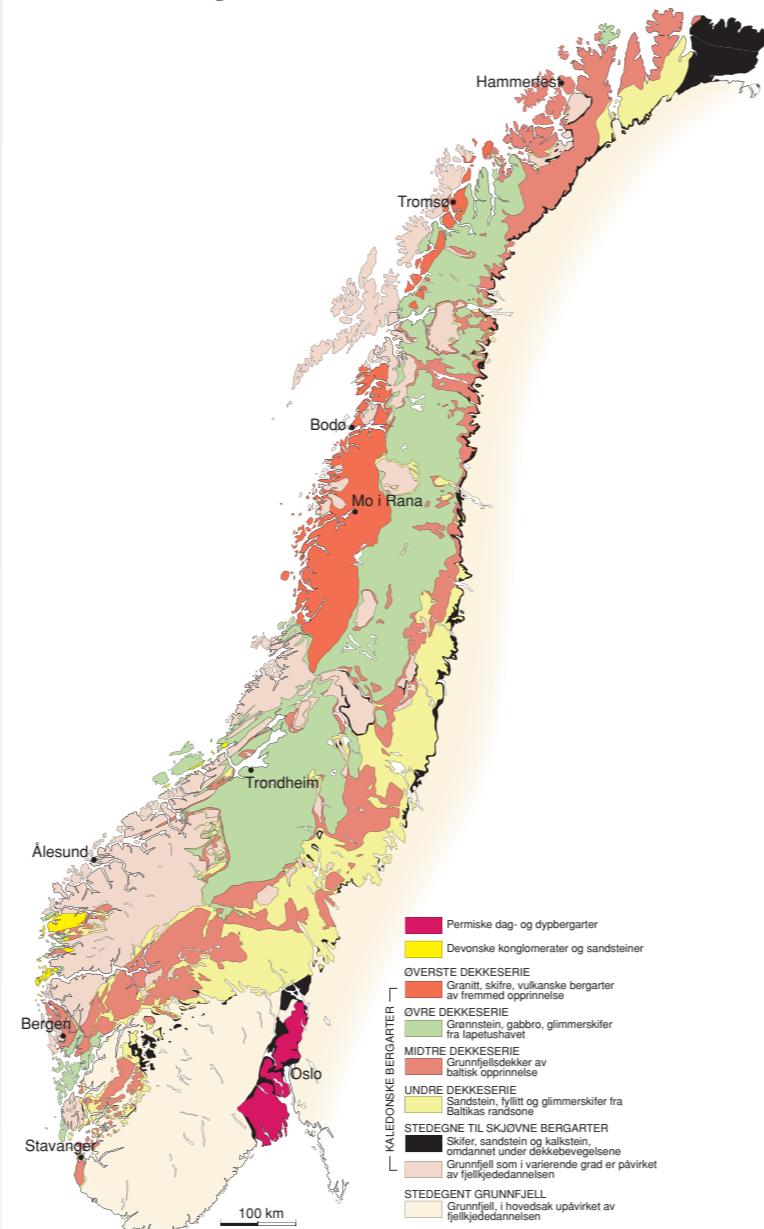 Hammerfest
Tromsø
Bodø
Mo i Rana
Trondheim
Ålesund
Bergen
Oslo
Stavanger
100 km
Permiske dag- og dypbergarter
Devonske konglomerater og sandsteiner
KALEDONSKE BERGARTER
ØVERSTE DEKKESERIE
Granitt, skifre, vulkanske bergarter
av fremmed opprinnelse
ØVRE DEKKESERIE
Grønnstein, gabbro, glimmerskifer
fra Iapetushavet
MIDTRE DEKKESERIE
Grunnfjellsdekker av
baltisk opprinnelse
UNDRE DEKKESERIE
Sandstein, fyllitt og glimmerskifer fra
Baltikas randsone
STEDEGNE TIL SKJØVNE BERGARTER
Skifer, sandstein og kalkstein,
omdannet under dekkebevegelsene
Grunnfjell som i varierende grad er påvirket
av fjellkjededannelsen
STEDEGENT GRUNNFJELL
Grunnfjell, i hovedsak upåvirket av
fjellkjededannelsen